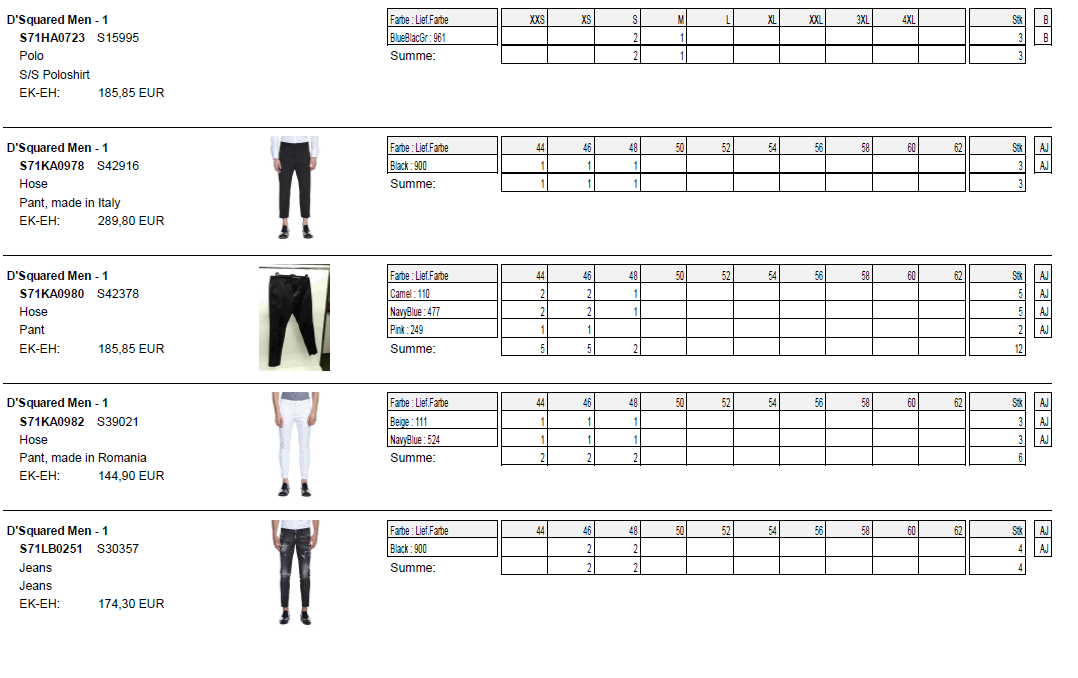 D'Squared Men - 1 Farbe : Lief.Farbe XXS XS S M L XL XXL 3XL 4XL Stk B
S71HA0723 S15995 BlueBlacGr : 961 2 1 3 B
Polo Summe: 2 1 3
S/S Poloshirt
EK-EH: 185,85 EUR
D'Squared Men - 1 Farbe : Lief.Farbe 44 46 48 50 52 54 56 58 60 62 Stk AJ
S71KA0978 S42916 Black : 900 1 1 1 3 AJ
Hose Summe: 1 1 1 3
Pant, made in Italy
EK-EH: 289,80 EUR
D'Squared Men - 1 Farbe : Lief.Farbe 44 46 48 50 52 54 56 58 60 62 Stk AJ
S71KA0980 S42378 Camel : 110 2 2 1 5 AJ
Hose NavyBlue : 477 2 2 1 5 AJ
Pant Pink : 249 1 1 2 AJ
EK-EH: 185,85 EUR Summe: 5 5 2 12
D'Squared Men - 1 Farbe : Lief.Farbe 44 46 48 50 52 54 56 58 60 62 Stk AJ
S71KA0982 S39021 Beige : 111 1 1 1 3 AJ
Hose NavyBlue : 524 1 1 1 3 AJ
Pant, made in Romania Summe: 2 2 2 6
EK-EH: 144,90 EUR
D'Squared Men - 1 Farbe : Lief.Farbe 44 46 48 50 52 54 56 58 60 62 Stk AJ
S71LB0251 S30357 Black : 900 2 2 4 AJ
Jeans Summe: 2 2 4
Jeans
EK-EH: 174,30 EUR